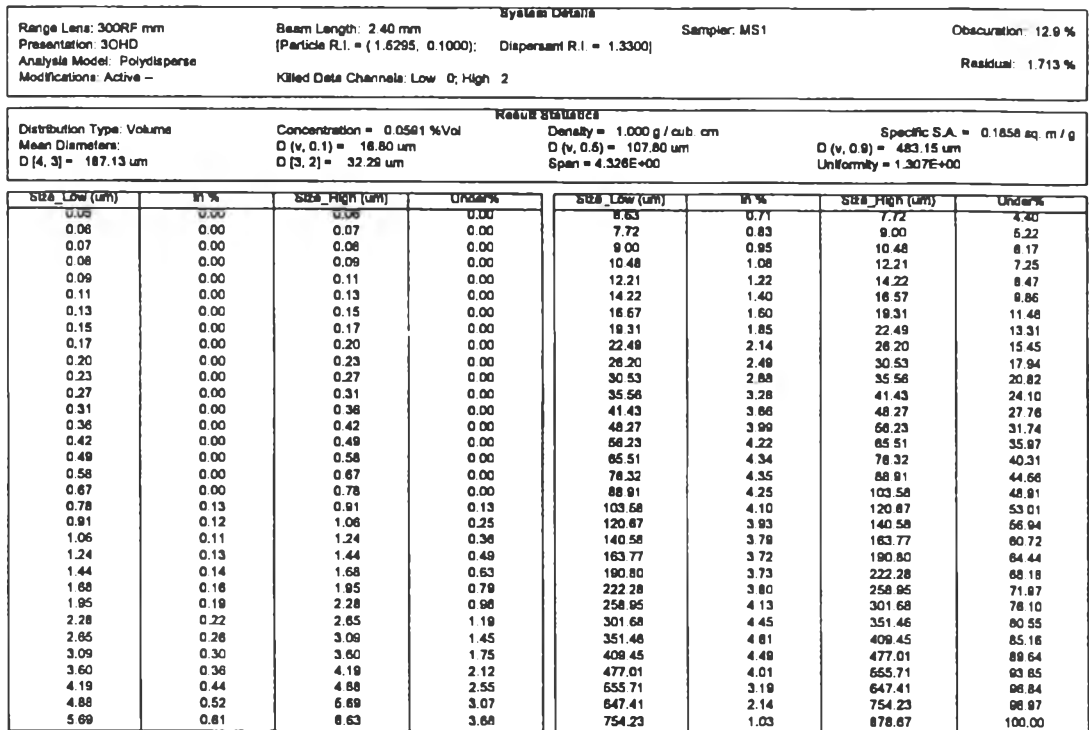 System Details
Range Lens: 300RF mm Beam Length: 2.40 mm Sampler: MS1 Obscuration: 12.9 %
Presentation: 3OHD [Particle R.I. = ( 1.6295, 0.1000); Dispersant R.I. = 1.3300]
Analysis Model: Polydisperse Residual: 1.713 %
Modifications: Active -- Killed Data Channels: Low 0; High 2
Result Statistics
Distribution Type: Volume Concentration = 0.0591 %Vol Density = 1.000 g / cub. cm Specific S.A. = 0.1858 sq. m / g
Mean Diameters: D (v, 0.1) = 16.80 um D (v, 0.5) = 107.80 um D (v, 0.9) = 483.15 um
D [4, 3] = 187.13 um D [3, 2] = 32.29 um Span = 4.326E+00 Uniformity = 1.307E+00
Size_Low (um) In % Size_High (um) Under% Size_Low (um) In % Size_High (um) Under%
0.05 0.00 0.06 0.00 6.63 0.71 7.72 4.40
0.06 0.00 0.07 0.00 7.72 0.83 9.00 5.22
0.07 0.00 0.08 0.00 9.00 0.95 10.48 6.17
0.08 0.00 0.09 0.00 10.48 1.08 12.21 7.25
0.09 0.00 0.11 0.00 12.21 1.22 14.22 8.47
0.11 0.00 0.13 0.00 14.22 1.40 16.57 9.86
0.13 0.00 0.15 0.00 16.57 1.60 19.31 11.46
0.15 0.00 0.17 0.00 19.31 1.85 22.49 13.31
0.17 0.00 0.20 0.00 22.49 2.14 26.20 15.45
0.20 0.00 0.23 0.00 26.20 2.49 30.53 17.94
0.23 0.00 0.27 0.00 30.53 2.88 35.56 20.82
0.27 0.00 0.31 0.00 35.56 3.28 41.43 24.10
0.31 0.00 0.36 0.00 41.43 3.66 48.27 27.76
0.36 0.00 0.42 0.00 48.27 3.99 56.23 31.74
0.42 0.00 0.49 0.00 56.23 4.22 65.51 35.97
0.49 0.00 0.58 0.00 65.51 4.34 76.32 40.31
0.58 0.00 0.67 0.00 76.32 4.35 88.91 44.66
0.67 0.00 0.78 0.00 88.91 4.25 103.58 48.91
0.78 0.13 0.91 0.13 103.58 4.10 120.67 53.01
0.91 0.12 1.06 0.25 120.67 3.93 140.58 56.94
1.06 0.11 1.24 0.36 140.58 3.79 163.77 60.72
1.24 0.13 1.44 0.49 163.77 3.72 190.80 64.44
1.44 0.14 1.68 0.63 190.80 3.73 222.28 68.18
1.68 0.16 1.95 0.79 222.28 3.80 258.95 71.97
1.95 0.19 2.28 0.98 258.95 4.13 301.68 76.10
2.28 0.22 2.65 1.19 301.68 4.45 351.46 80.55
2.65 0.26 3.09 1.45 351.46 4.61 409.45 85.16
3.09 0.30 3.60 1.75 409.45 4.49 477.01 89.64
3.60 0.36 4.19 2.12 477.01 4.01 555.71 93.65
4.19 0.44 4.88 2.55 555.71 3.19 647.41 96.84
4.88 0.52 5.69 3.07 647.41 2.14 754.23 98.97
5.69 0.61 6.63 3.68 754.23 1.03 878.67 100.00